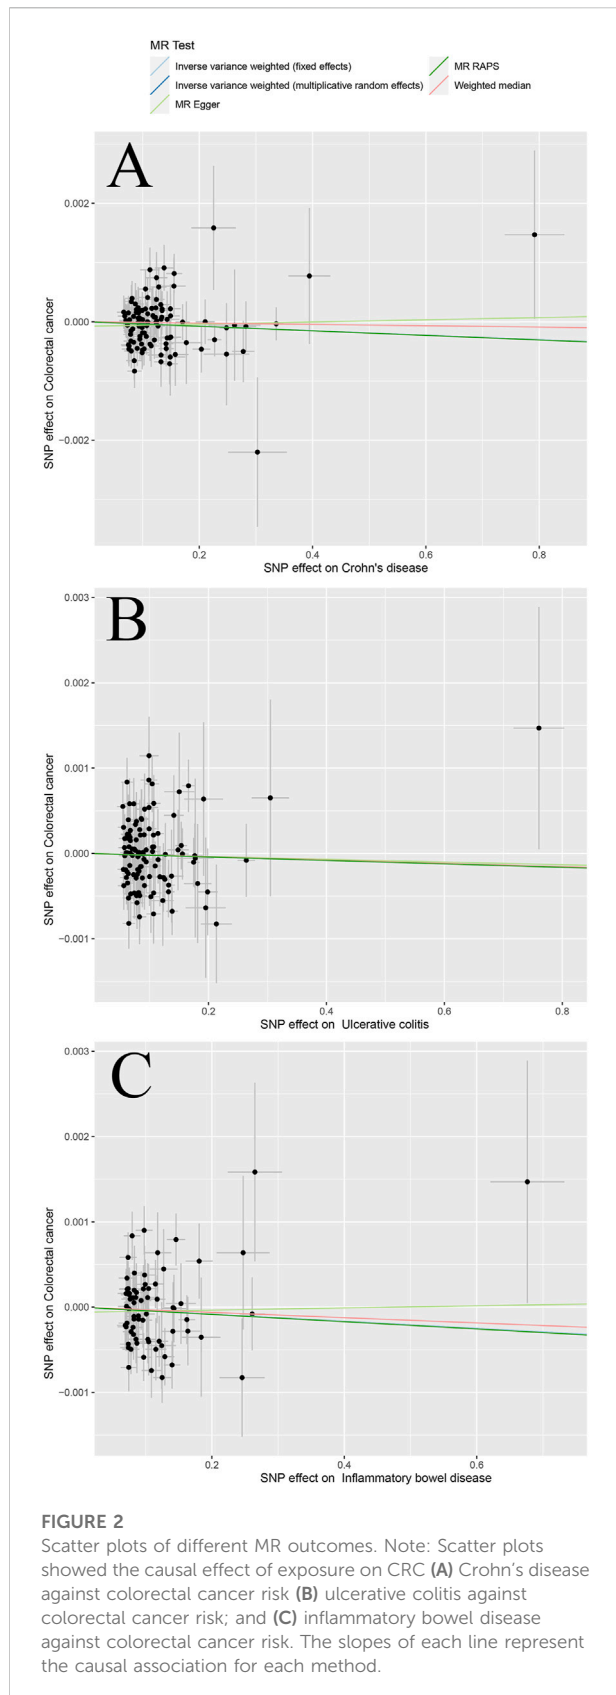 MR Test
Inverse variance weighted (fixed effects)
Inverse variance weighted (multiplicative random effects)
MR Egger
MR RAPS
Weighted median
A
0.002
0.000
−0.002
SNP effect on Colorectal cancer
0.2
0.4
0.6
0.8
SNP effect on Crohn's disease
B
0.003
0.002
0.001
0.000
−0.001
SNP effect on Colorectal cancer
0.2
0.4
0.6
0.8
SNP effect on Ulcerative colitis
C
0.003
0.002
0.001
0.000
−0.001
SNP effect on Colorectal cancer
0.2
0.4
0.6
SNP effect on Inflammatory bowel disease
FIGURE 2
Scatter plots of different MR outcomes. Note: Scatter plots
showed the causal effect of exposure on CRC (A) Crohn's disease
against colorectal cancer risk (B) ulcerative colitis against
colorectal cancer risk; and (C) inflammatory bowel disease
against colorectal cancer risk. The slopes of each line represent
the causal association for each method.